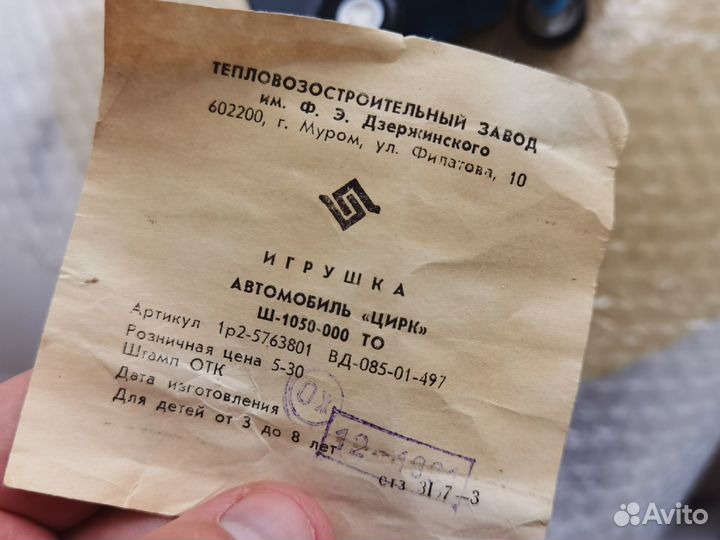 ТЕПЛОВОЗОСТРОИТЕЛЬНЫЙ ЗАВОД
им. Ф. Э. Дзержинского
602200, г. Муром, ул. Филатова, 10
ИГРУШКА
АВТОМОБИЛЬ «ЦИРК»
Ш-1050-000 ТО
Артикул 1р2-5763801 ВД-085-01-497
Розничная цена 5-30
Штамп ОТК
Дата изготовления
Для детей от 3 до 8 лет
Avito